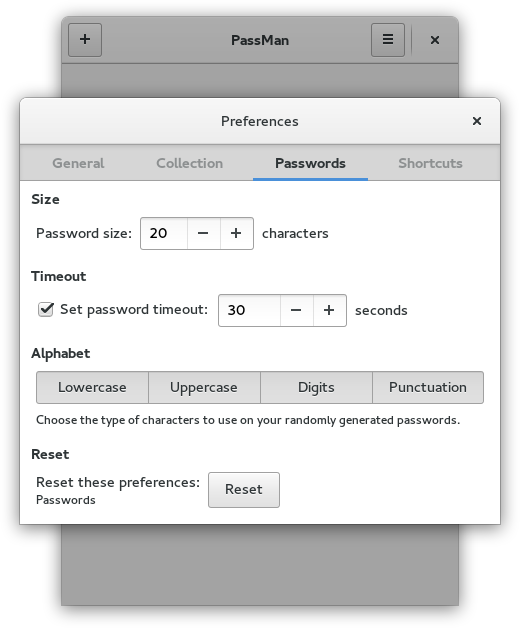 PassMan
Preferences
General Collection Passwords Shortcuts
Size
Password size: 20 characters
Timeout
Set password timeout: 30 seconds
Alphabet
Lowercase Uppercase Digits Punctuation
Choose the type of characters to use on your randomly generated passwords.
Reset
Reset these preferences: Reset
Passwords